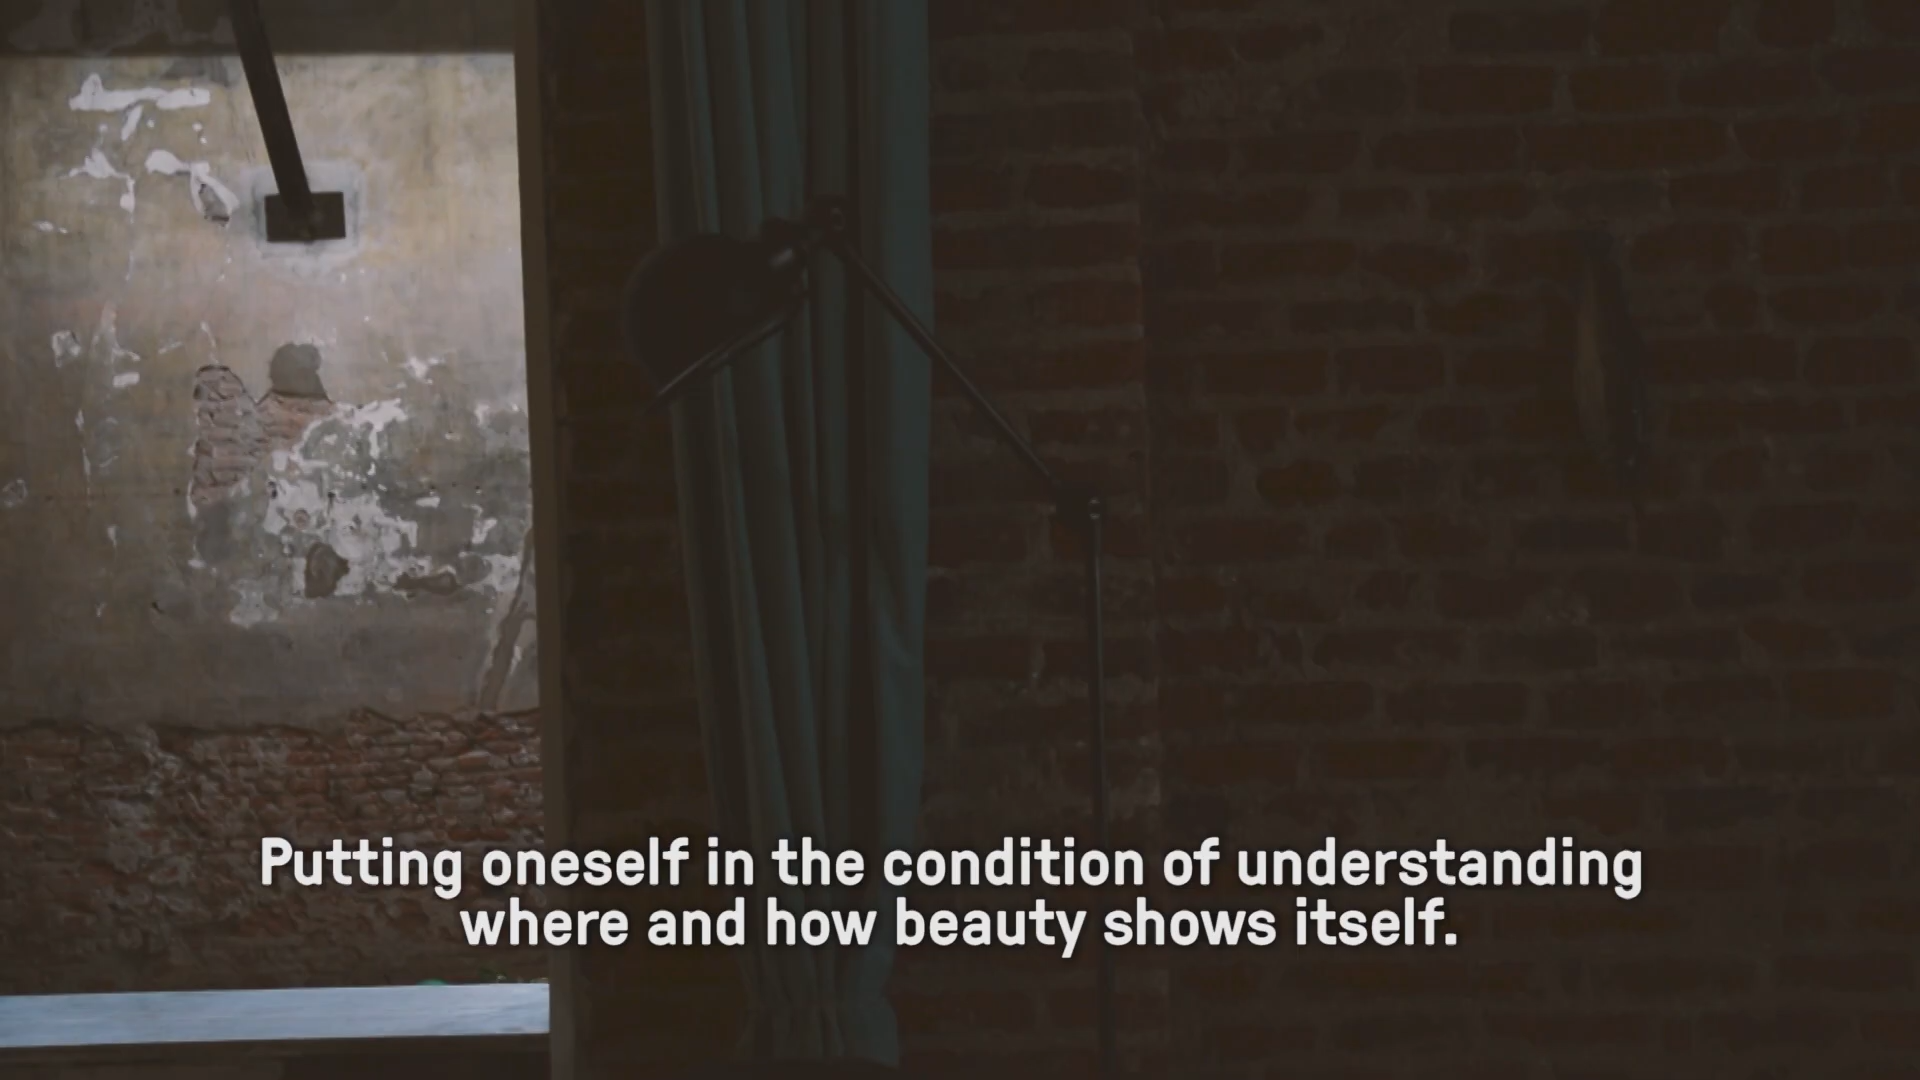 Putting oneself in the condition of understanding
where and how beauty shows itself.